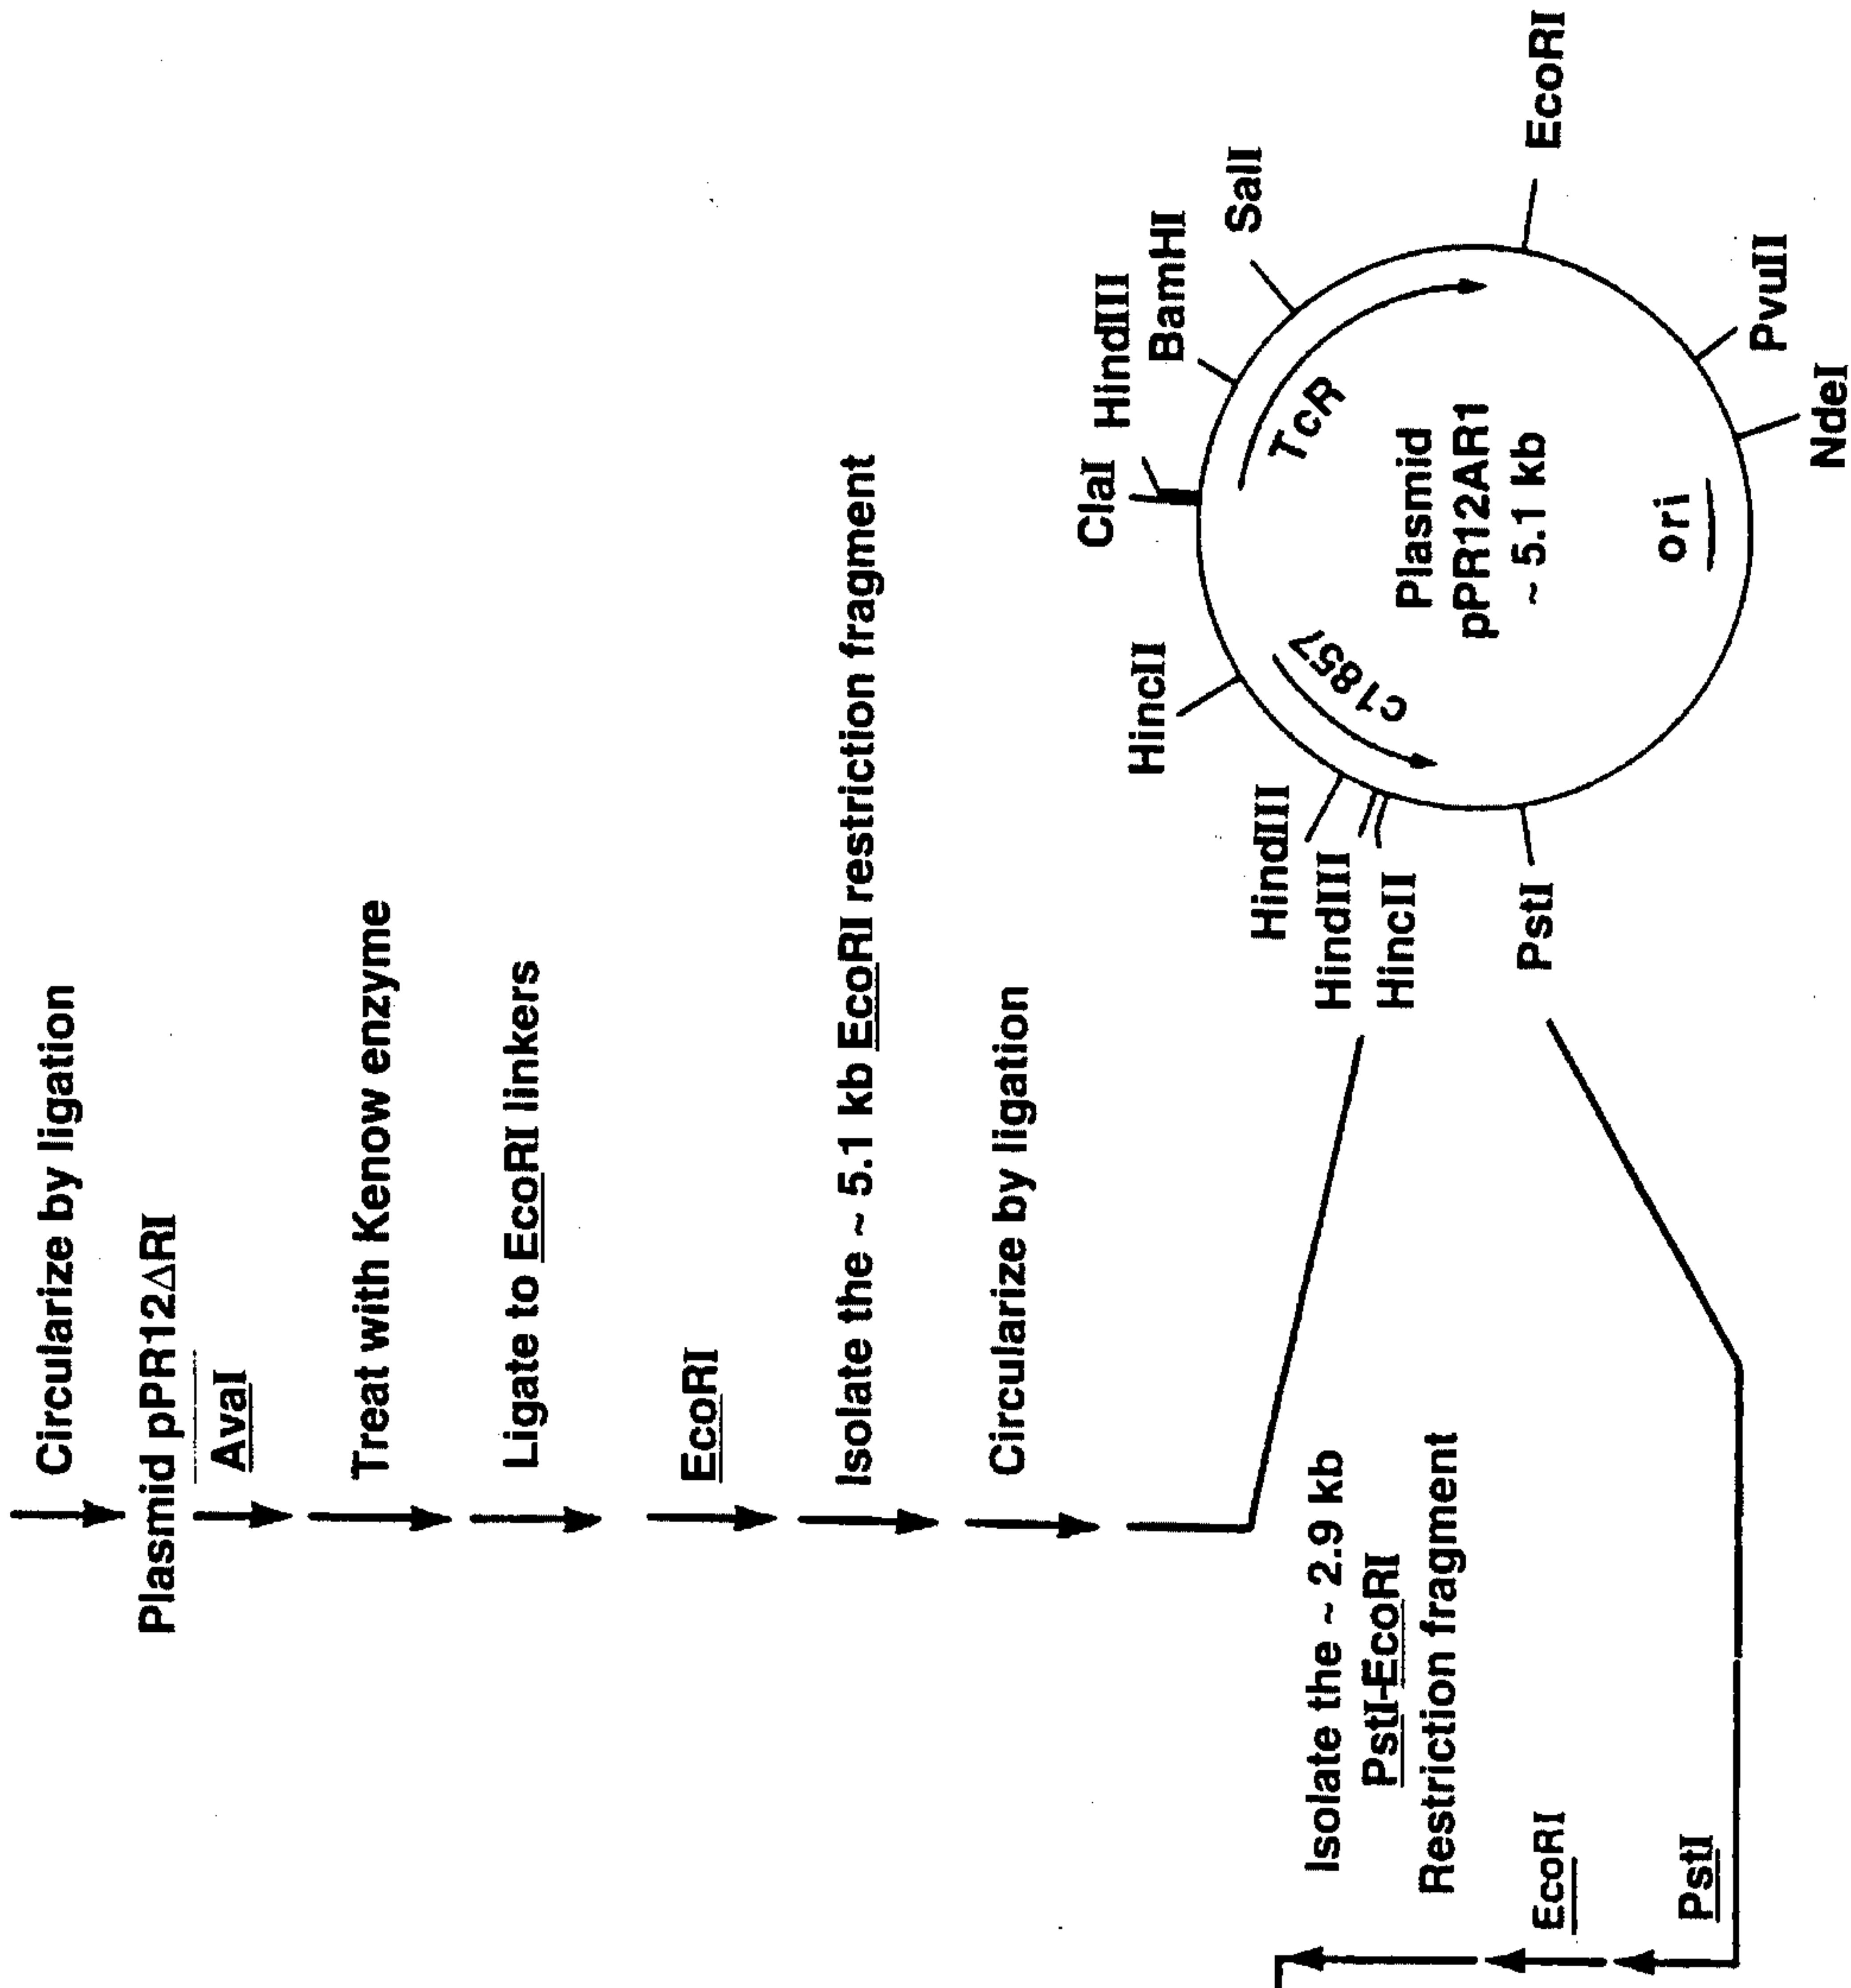 Circularize by ligation
Plasmid pPR12ΔRI
AvaI
Treat with Kenow enzyme
Ligate to EcoRI linkers
EcoRI
Isolate the ~ 5.1 kb EcoRI restriction fragment
Circularize by ligation
ClaI
HindIII
BamHI
SalI
EcoRI
PvuII
NdeI
PstI
HincII
HindIII
HindIII
HincII
TcR
c1857
Plasmid
pPR12AR1
~ 5.1 kb
ori
Isolate the ~ 2.9 kb
PstI-EcoRI
Restriction fragment
EcoRI
PstI